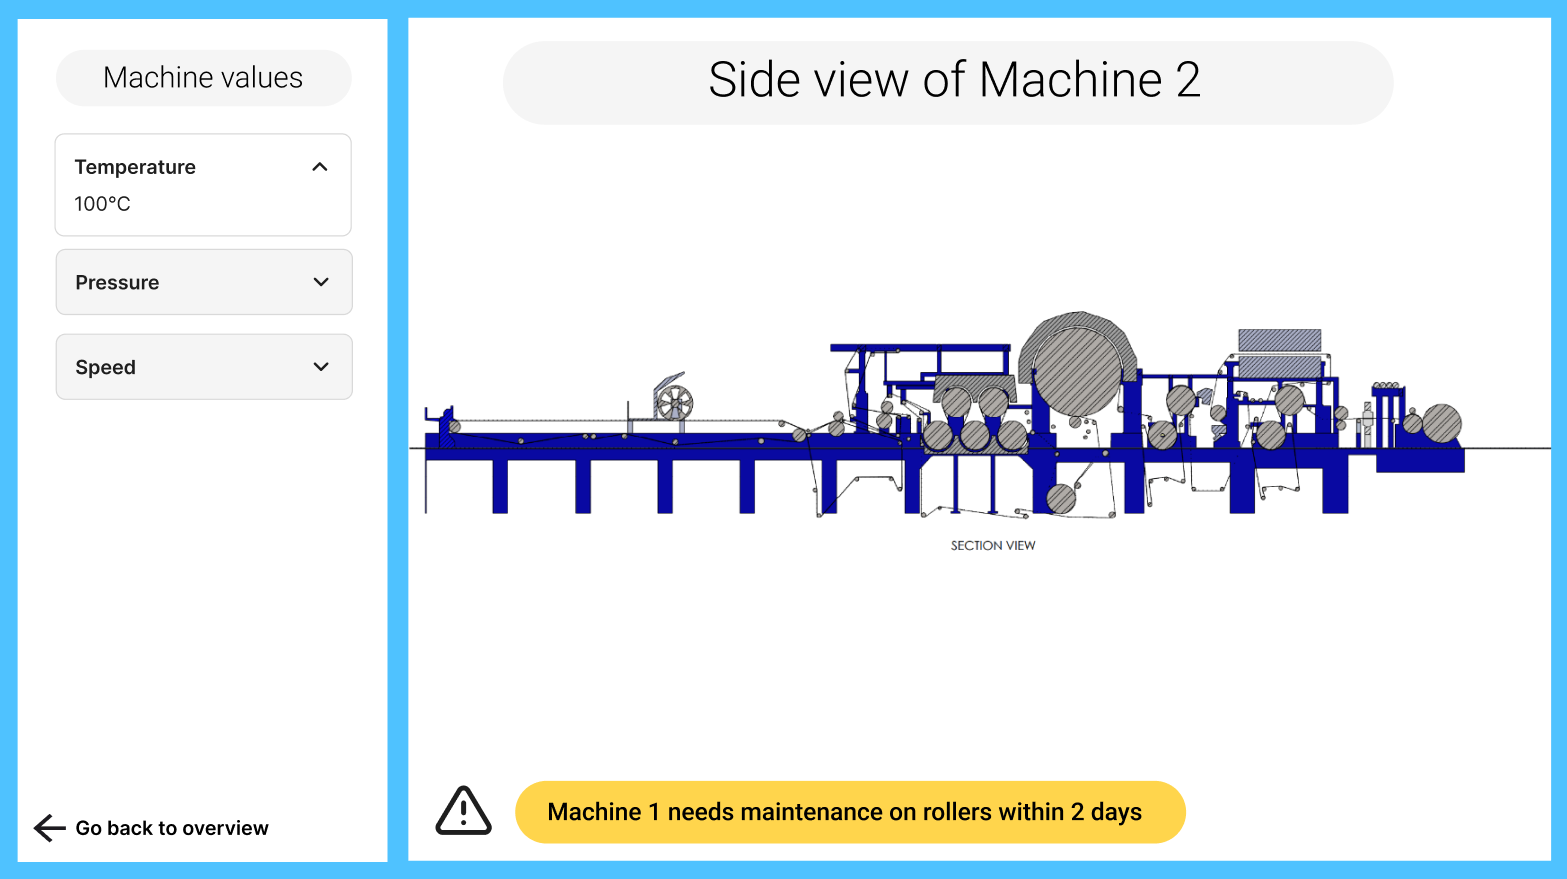 Machine values
Temperature
100°C
Pressure
Speed
Go back to overview
Side view of Machine 2
SECTION VIEW
Machine 1 needs maintenance on rollers within 2 days